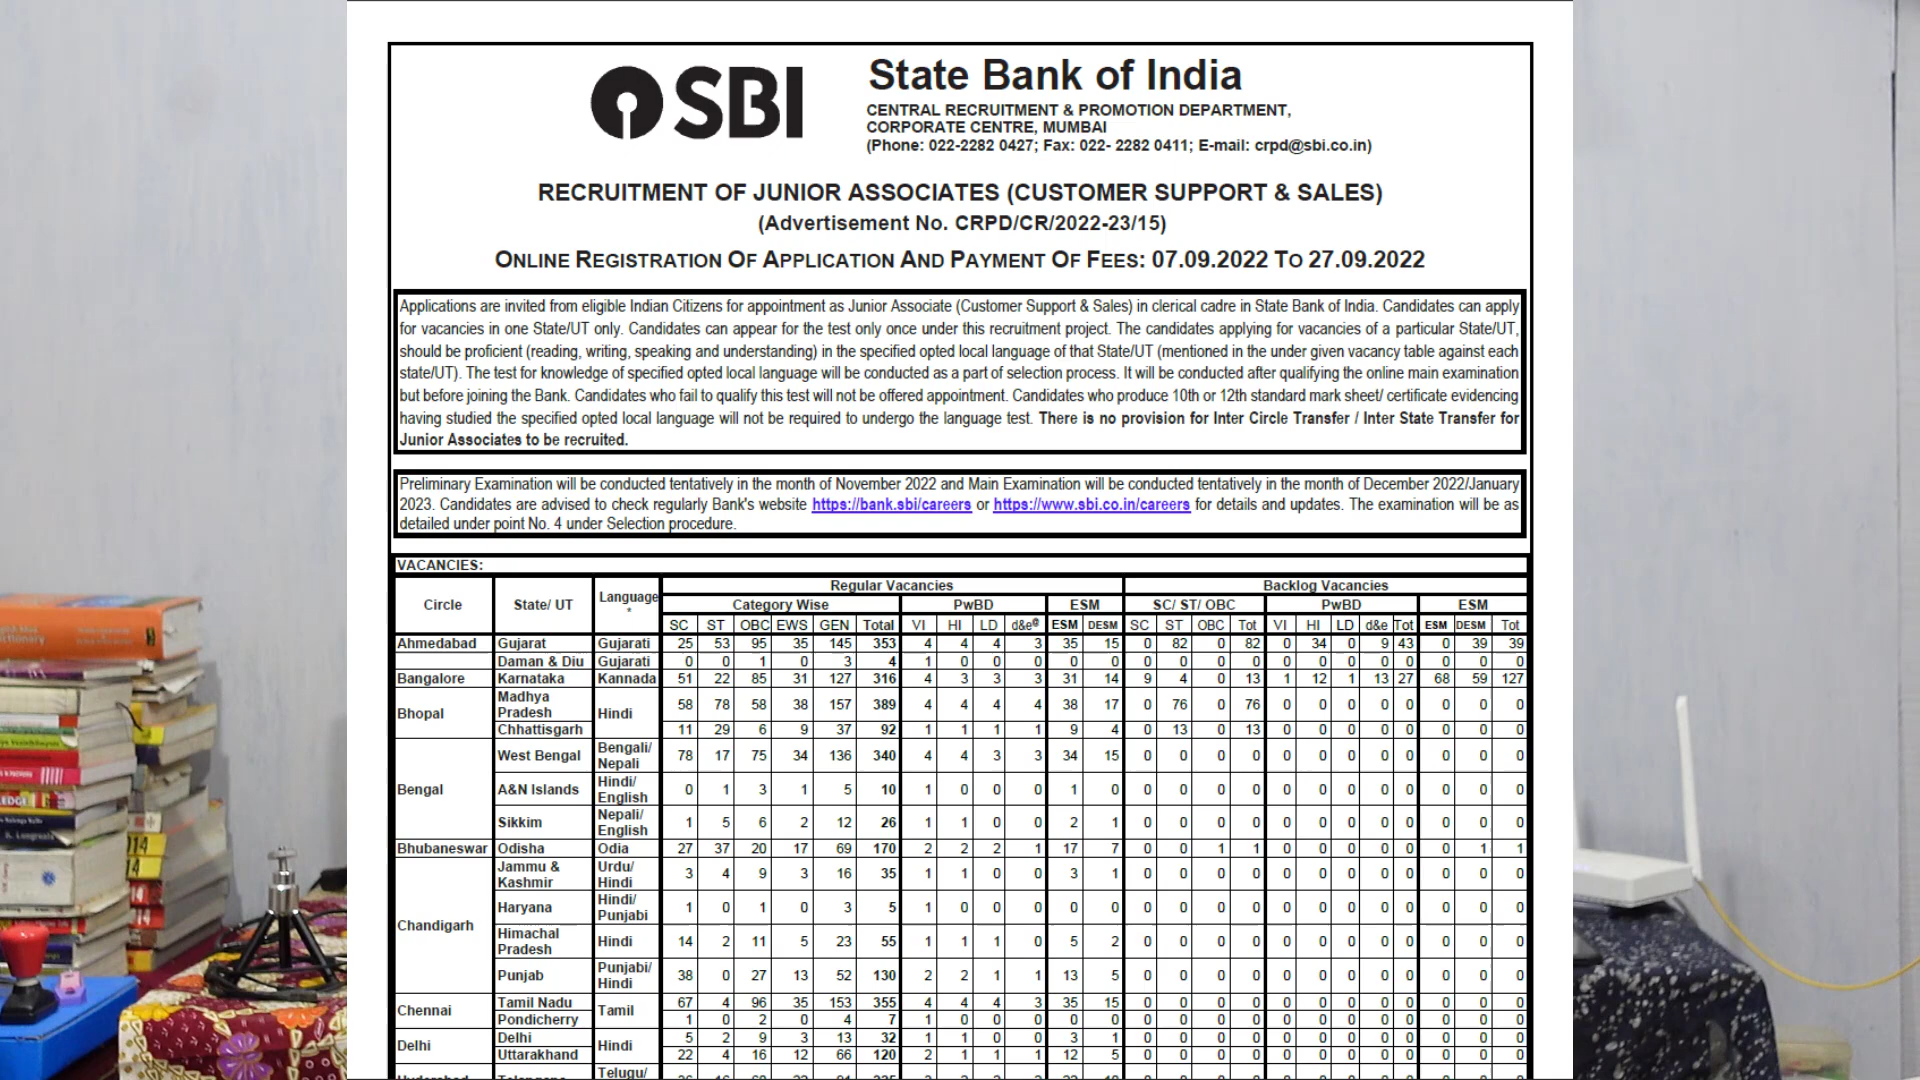 SBI
State Bank of India
CENTRAL RECRUITMENT & PROMOTION DEPARTMENT,
CORPORATE CENTRE, MUMBAI
(Phone: 022-2282 0427; Fax: 022- 2282 0411; E-mail: crpd@sbi.co.in)
RECRUITMENT OF JUNIOR ASSOCIATES (CUSTOMER SUPPORT & SALES)
(Advertisement No. CRPD/CR/2022-23/15)
ONLINE REGISTRATION OF APPLICATION AND PAYMENT OF FEES: 07.09.2022 TO 27.09.2022
Applications are invited from eligible Indian Citizens for appointment as Junior Associate (Customer Support & Sales) in clerical cadre in State Bank of India. Candidates can apply
for vacancies in one State/UT only. Candidates can appear for the test only once under this recruitment project. The candidates applying for vacancies of a particular State/UT,
should be proficient (reading, writing, speaking and understanding) in the specified opted local language of that State/UT (mentioned in the under given vacancy table against each
state/UT). The test for knowledge of specified opted local language will be conducted as a part of selection process. It will be conducted after qualifying the online main examination
but before joining the Bank. Candidates who fail to qualify this test will not be offered appointment. Candidates who produce 10th or 12th standard mark sheet/ certificate evidencing
having studied the specified opted local language will not be required to undergo the language test. There is no provision for Inter Circle Transfer / Inter State Transfer for
Junior Associates to be recruited.
Preliminary Examination will be conducted tentatively in the month of November 2022 and Main Examination will be conducted tentatively in the month of December 2022/January
2023. Candidates are advised to check regularly Bank's website https://bank.sbi/careers or https://www.sbi.co.in/careers for details and updates. The examination will be as
detailed under point No. 4 under Selection procedure.
VACANCIES:
Circle State/ UT Language * Regular Vacancies Backlog Vacancies
Category Wise PwBD ESM SC/ ST/ OBC PwBD ESM
SC ST OBC EWS GEN Total VI HI LD d&e@ ESM DESM SC ST OBC Tot VI HI LD d&e Tot ESM DESM Tot
Ahmedabad Gujarat Gujarati 25 53 95 35 145 353 4 4 4 3 35 15 0 82 0 82 0 34 0 9 43 0 39 39
Daman & Diu Gujarati 0 0 1 0 3 4 1 0 0 0 0 0 0 0 0 0 0 0 0 0 0 0 0 0
Bangalore Karnataka Kannada 51 22 85 31 127 316 4 3 3 3 31 14 9 4 0 13 1 12 1 13 27 68 59 127
Bhopal Madhya Pradesh Hindi 58 78 58 38 157 389 4 4 4 4 38 17 0 76 0 76 0 0 0 0 0 0 0 0
Chhattisgarh 11 29 6 9 37 92 1 1 1 1 9 4 0 13 0 13 0 0 0 0 0 0 0 0
Bengal West Bengal Bengali/ Nepali 78 17 75 34 136 340 4 4 3 3 34 15 0 0 0 0 0 0 0 0 0 0 0 0
A&N Islands Hindi/ English 0 1 3 1 5 10 1 0 0 0 1 0 0 0 0 0 0 0 0 0 0 0 0 0
Sikkim Nepali/ English 1 5 6 2 12 26 1 1 0 0 2 1 0 0 0 0 0 0 0 0 0 0 0 0
Bhubaneswar Odisha Odia 27 37 20 17 69 170 2 2 2 1 17 7 0 0 1 1 0 0 0 0 0 0 1 1
Chandigarh Jammu & Kashmir Urdu/ Hindi 3 4 9 3 16 35 1 1 0 0 3 1 0 0 0 0 0 0 0 0 0 0 0 0
Haryana Hindi/ Punjabi 1 0 1 0 3 5 1 0 0 0 0 0 0 0 0 0 0 0 0 0 0 0 0 0
Himachal Pradesh Hindi 14 2 11 5 23 55 1 1 1 0 5 2 0 0 0 0 0 0 0 0 0 0 0 0
Punjab Punjabi/ Hindi 38 0 27 13 52 130 2 2 1 1 13 5 0 0 0 0 0 0 0 0 0 0 0 0
Chennai Tamil Nadu Tamil 67 4 96 35 153 355 4 4 4 3 35 15 0 0 0 0 0 0 0 0 0 0 0 0
Pondicherry 1 0 2 0 4 7 1 0 0 0 0 0 0 0 0 0 0 0 0 0 0 0 0 0
Delhi Delhi Hindi 5 2 9 3 13 32 1 1 0 0 3 1 0 0 0 0 0 0 0 0 0 0 0 0
Uttarakhand 22 4 16 12 66 120 2 1 1 1 12 5 0 0 0 0 0 0 0 0 0 0 0 0
Telugu/